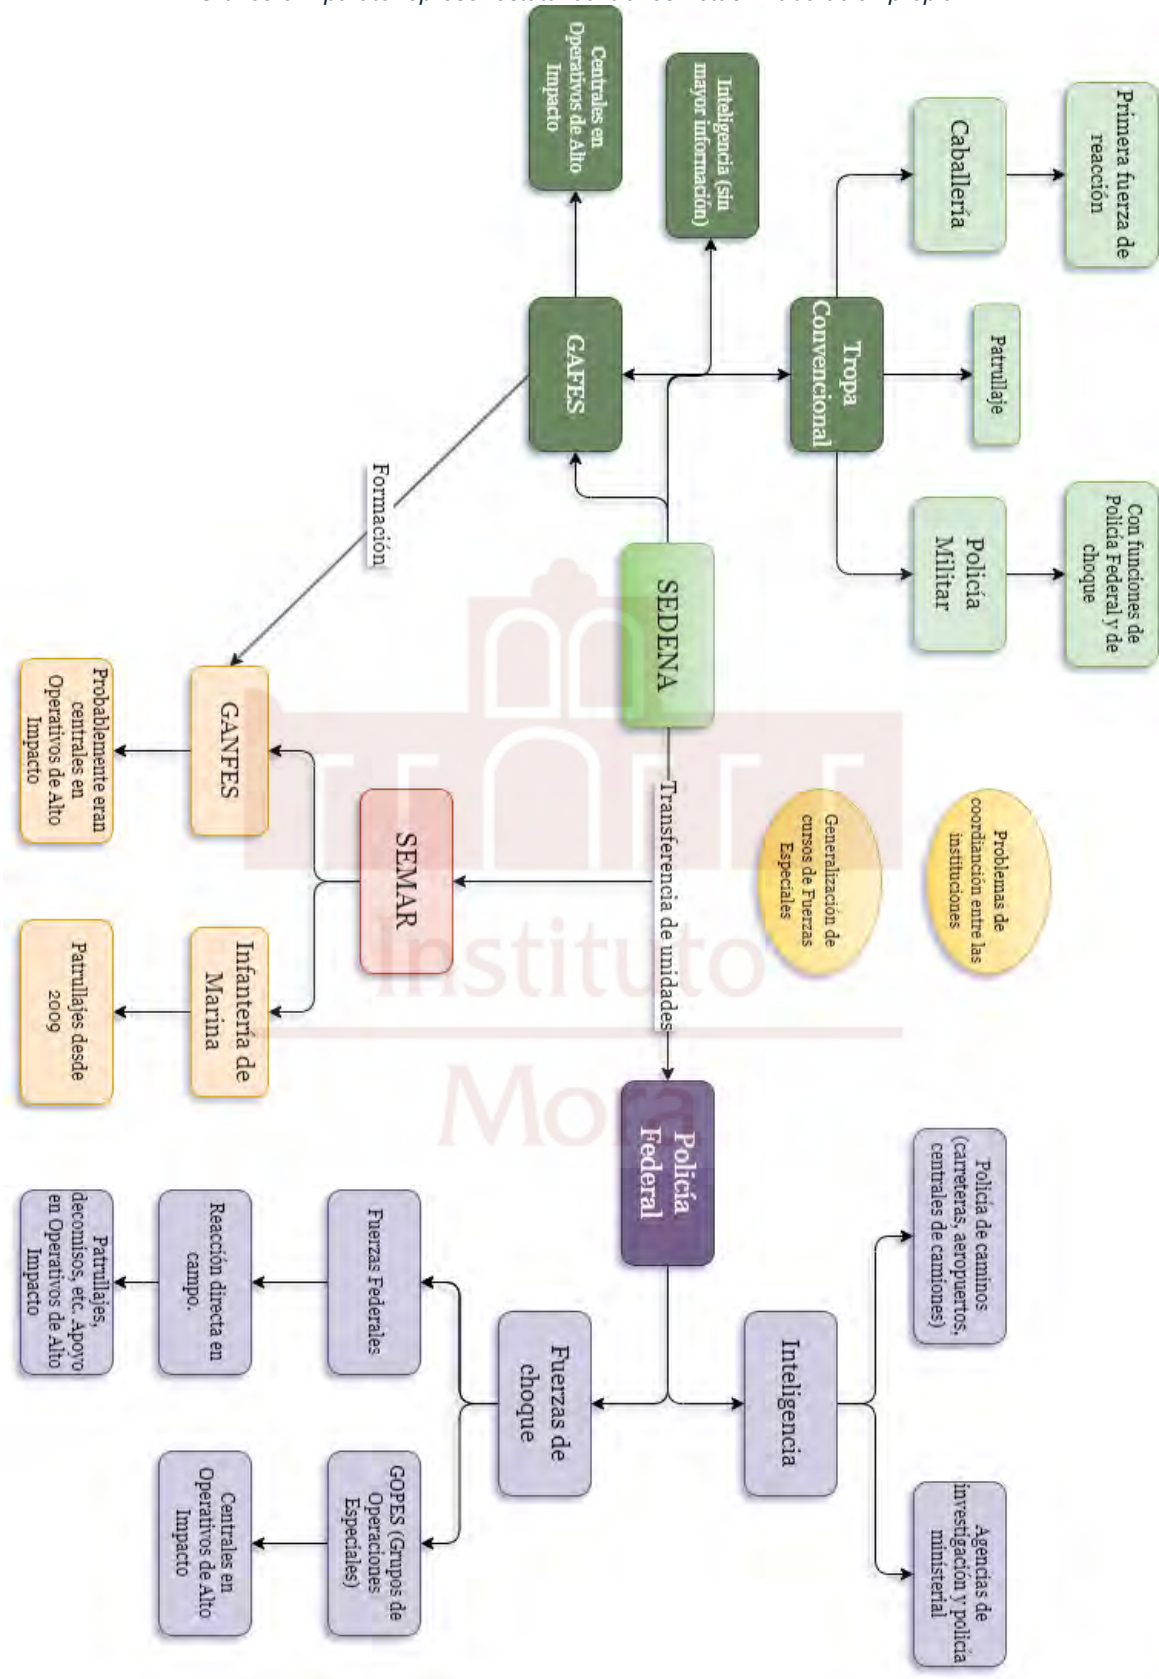 Primera fuerza de
reacción
Caballería
Patrullaje
Con funciones de
Policía Federal y de
choque
Policía
Militar
Tropa
Convencional
Inteligencia (sin
mayor información)
Centrales en
Operativos de Alto
Impacto
GAFES
Formación
SEDENA
Transferencia de unidades
Problemas de
coordianción entre las
instituciones
Generalización de
cursos de Fuerzas
Especiales
SEMAR
GANFES
Probablemente eran
centrales en
Operativos de Alto
Impacto
Infantería de
Marina
Patrullajes desde
2009
Policía
Federal
Inteligencia
Policía de caminos
(carreteras, aeropuertos,
centrales de camiones)
Agencias de
investigación y policía
ministerial
Fuerzas de
choque
Fuerzas Federales
Reacción directa en
campo.
Patrullajes,
decomisos, etc. Apoyo
en Operativos de Alto
Impacto
GOPES (Grupos de
Operaciones
Especiales)
Centrales en
Operativos de Alto
Impacto
Instituto
Mora